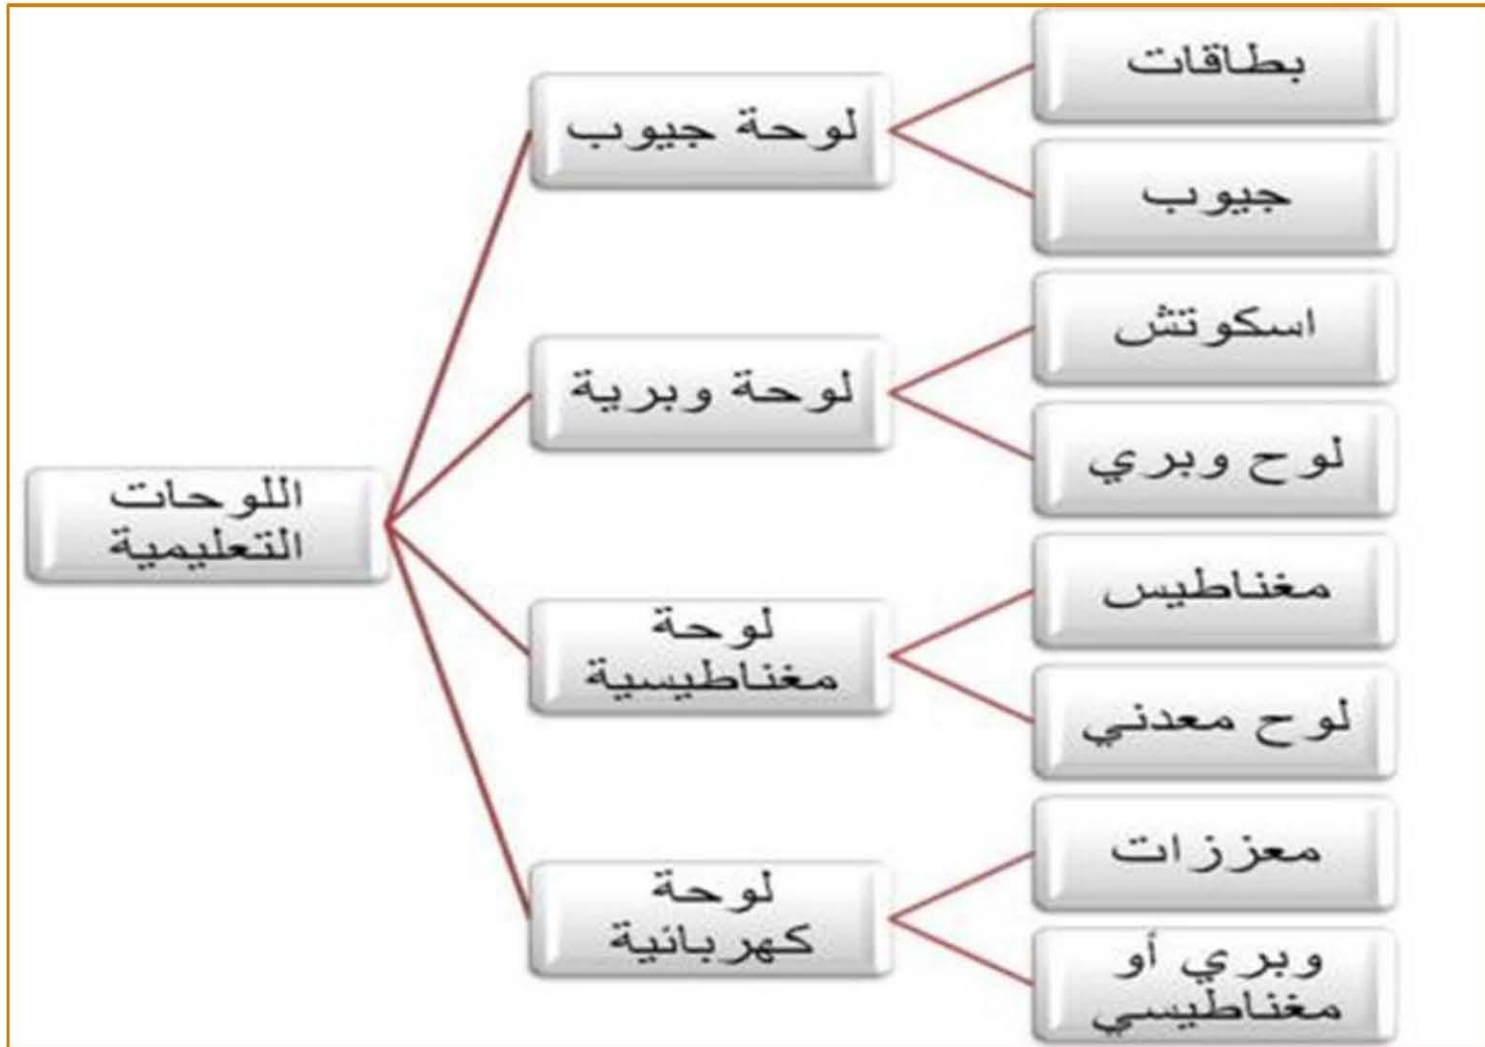 اللوحات
التعليمية
لوحة جيوب
بطاقات
جيوب
لوحة وبرية
اسكوتش
لوح وبري
لوحة
مغناطيسية
مغناطيس
لوح معدني
لوحة
كهربائية
معززات
وبري أو
مغناطيسي